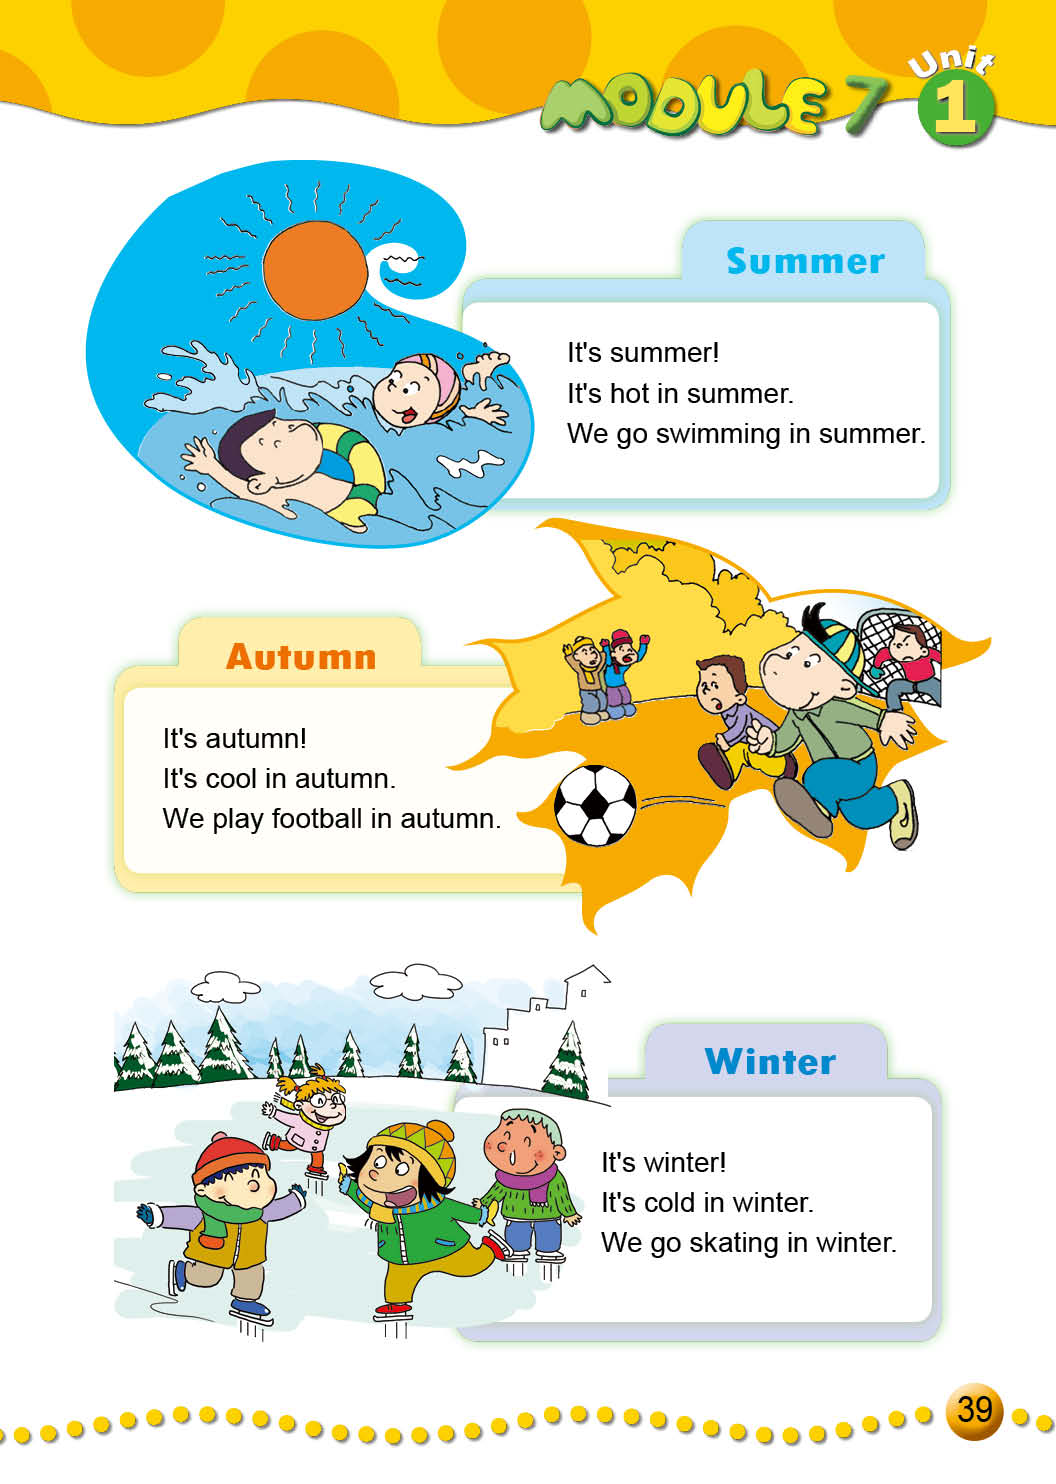 MODULE 7 Unit 1
Summer
It's summer!
It's hot in summer.
We go swimming in summer.
Autumn
It's autumn!
It's cool in autumn.
We play football in autumn.
Winter
It's winter!
It's cold in winter.
We go skating in winter.
39